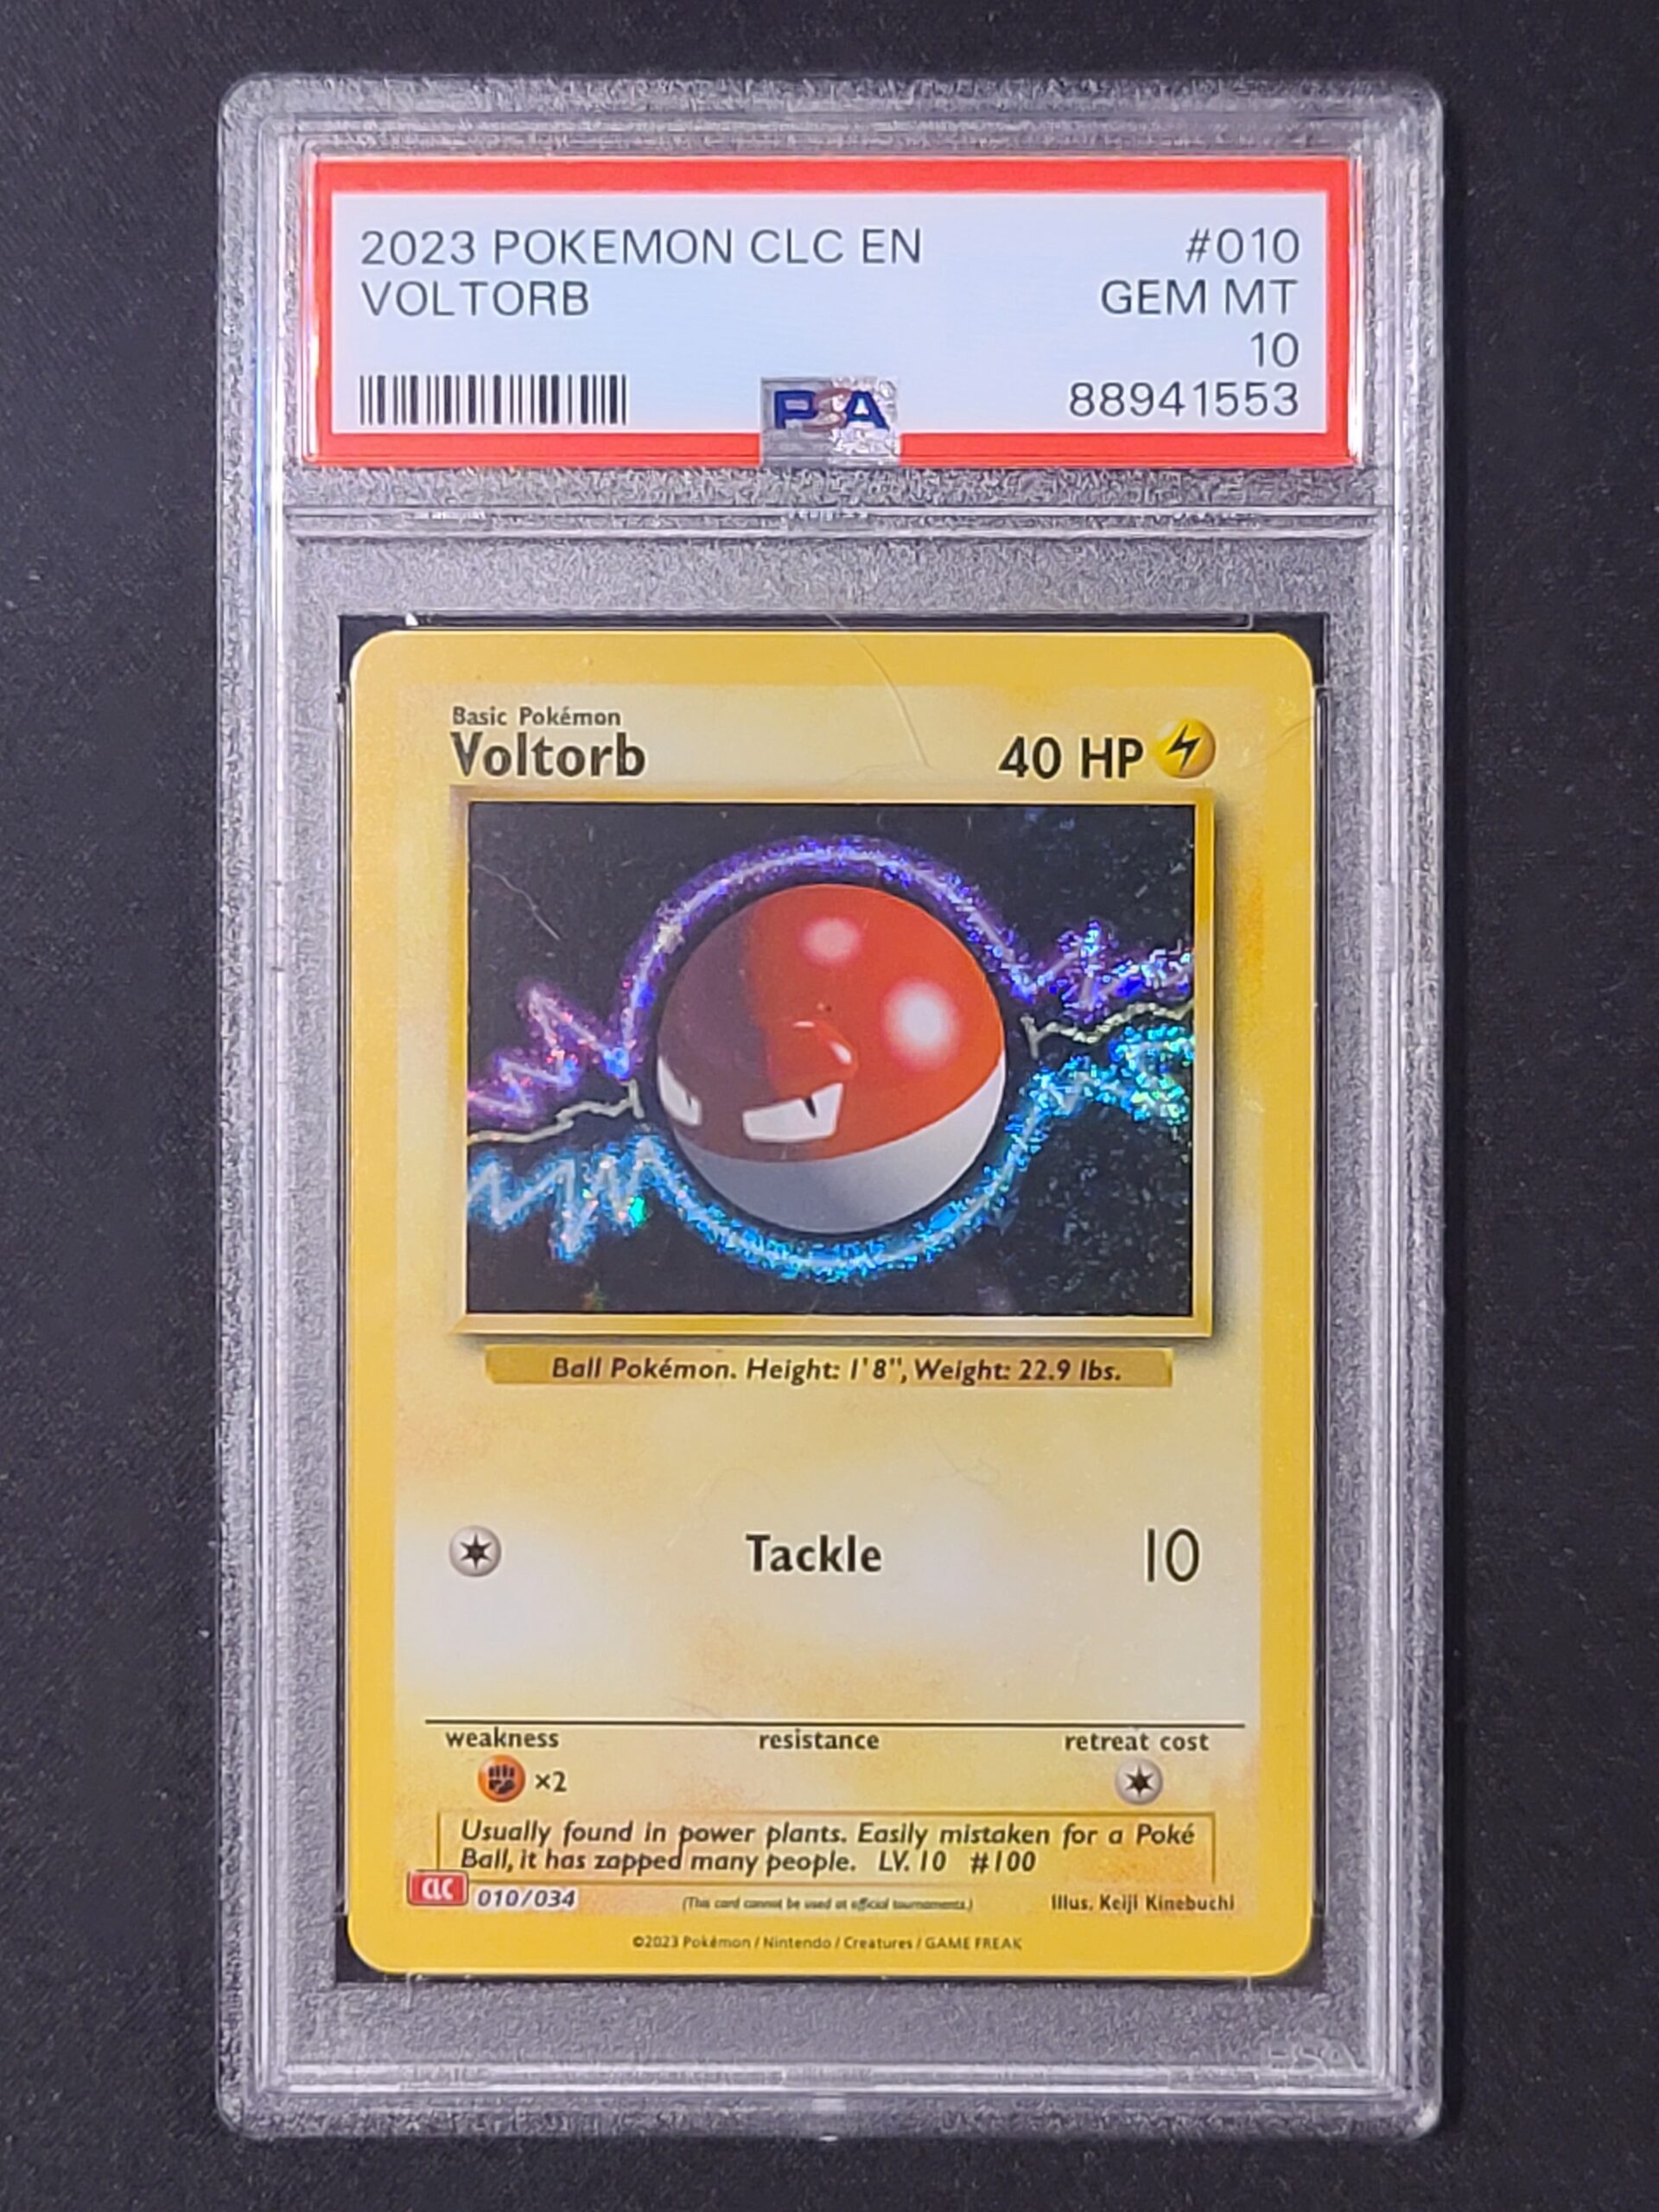 2023 POKEMON CLC EN #010
VOLTORB GEM MT
10
PSA 88941553
Basic Pokémon
Voltorb 40 HP
Ball Pokémon. Height: 1'8", Weight: 22.9 lbs.
Tackle 10
weakness resistance retreat cost
×2
Usually found in power plants. Easily mistaken for a Poké
Ball, it has zapped many people. LV. 10 #100
CLC 010/034 (This card cannot be used at official tournaments.) Illus. Keiji Kinebuchi
©2023 Pokémon / Nintendo / Creatures / GAME FREAK
PSA